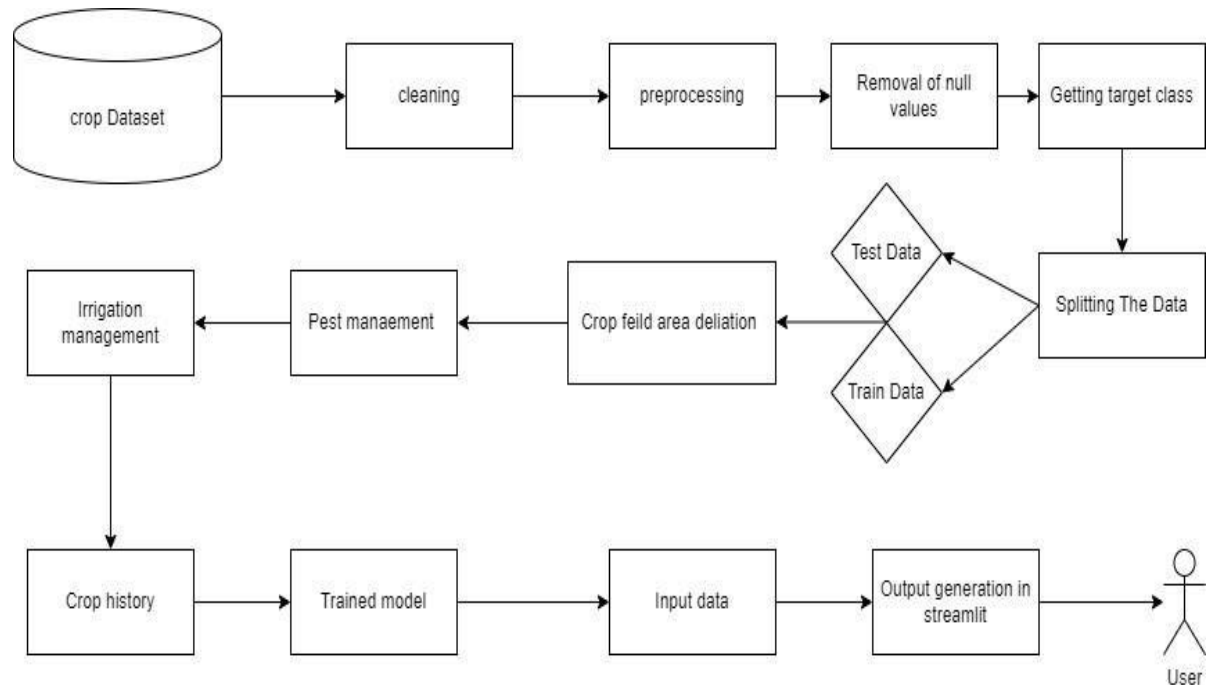 crop Dataset
cleaning
preprocessing
Removal of null
values
Getting target class
Splitting The Data
Test Data
Train Data
Crop feild area deliation
Pest manaement
Irrigation
management
Crop history
Trained model
Input data
Output generation in
streamlit
User